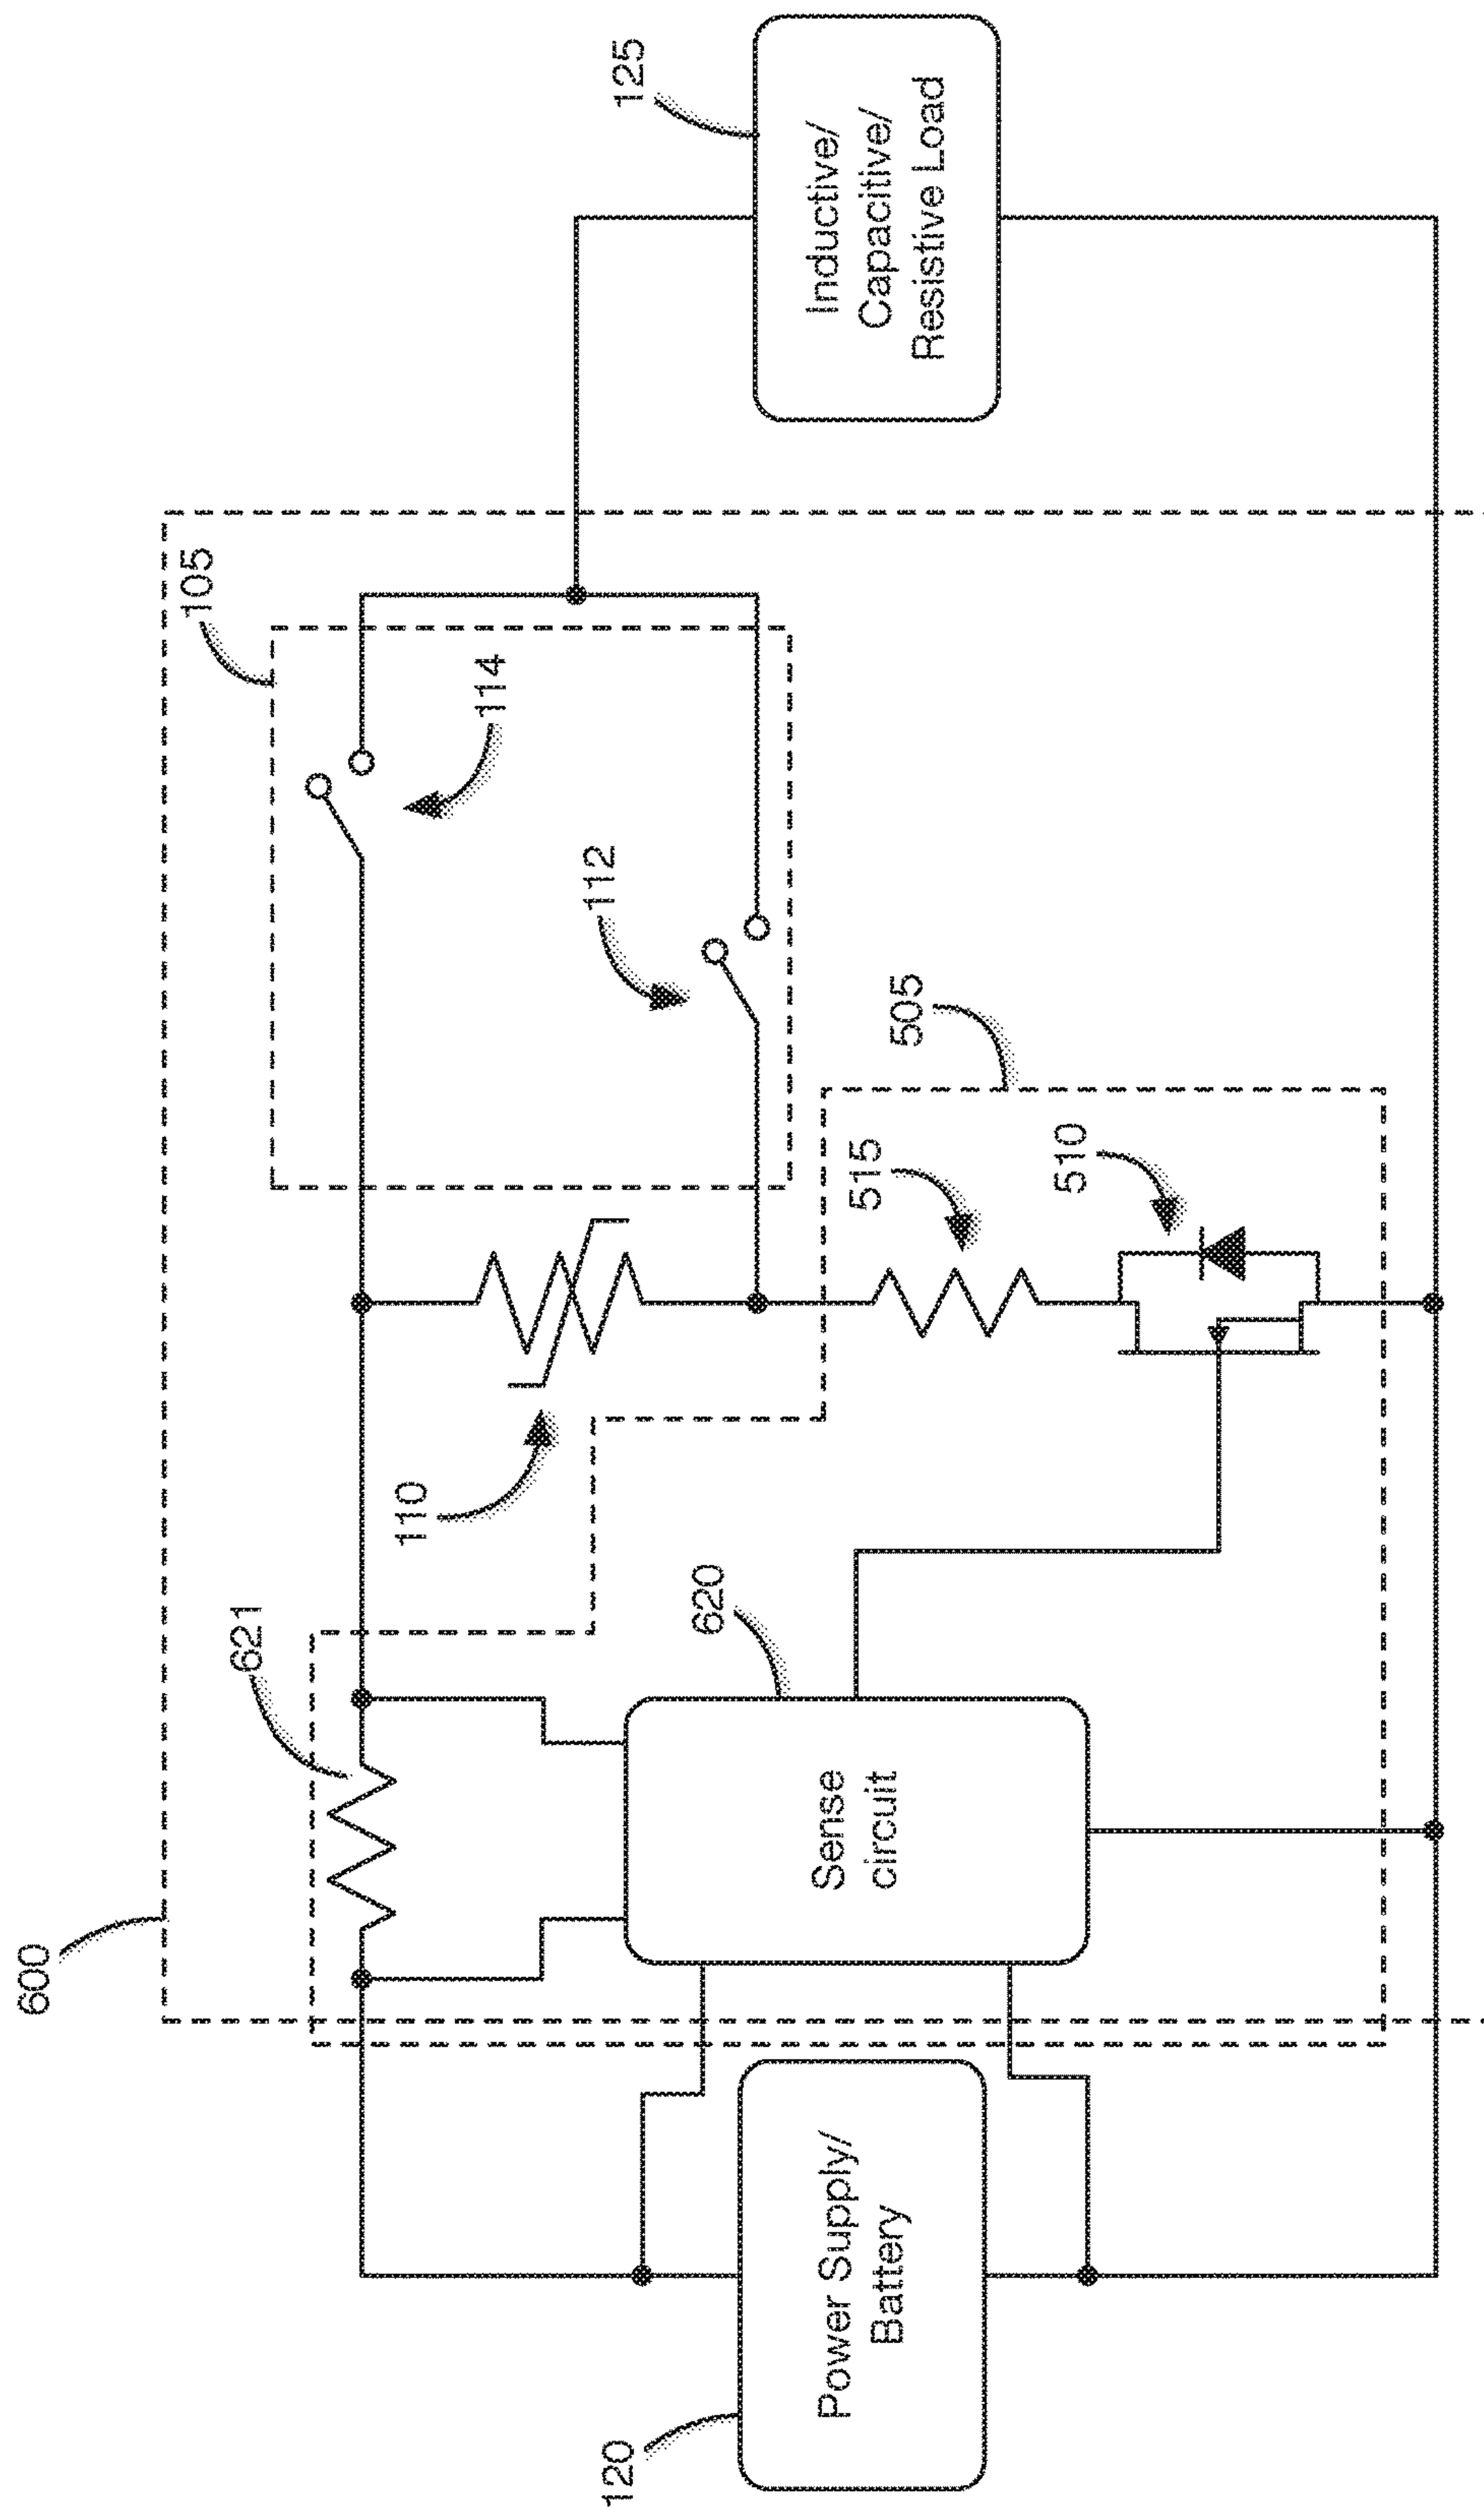 600
621
105
114
125
110
620
112
505
515
510
120
Power Supply/
Battery
Sense
circuit
Inductive/
Capacitive/
Resistive Load